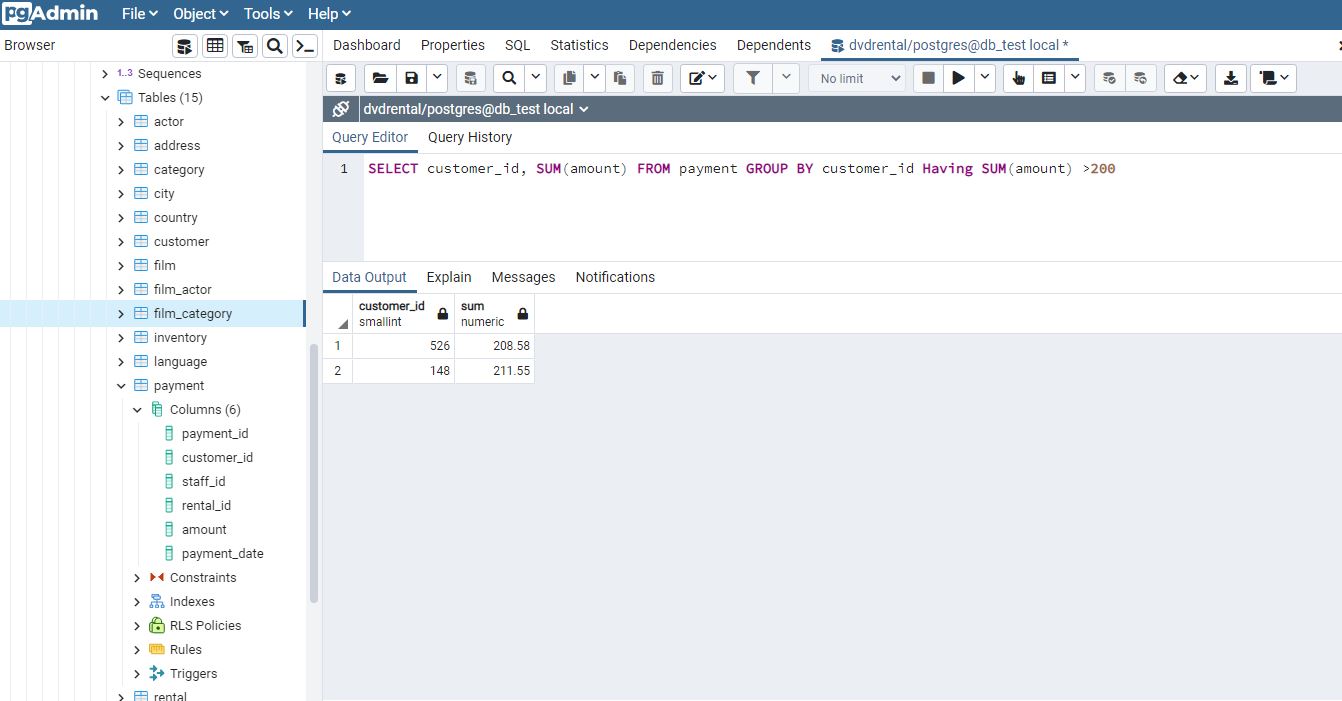 pgAdmin File Object Tools Help
Browser
Dashboard Properties SQL Statistics Dependencies Dependents dvdrental/postgres@db_test local *
1..3 Sequences
Tables (15)
actor
address
category
city
country
customer
film
film_actor
film_category
inventory
language
payment
Columns (6)
payment_id
customer_id
staff_id
rental_id
amount
payment_date
Constraints
Indexes
RLS Policies
Rules
Triggers
rental
No limit
dvdrental/postgres@db_test local
Query Editor Query History
1 SELECT customer_id, SUM(amount) FROM payment GROUP BY customer_id Having SUM(amount) >200
Data Output Explain Messages Notifications
customer_id sum
smallint numeric
1 526 208.58
2 148 211.55